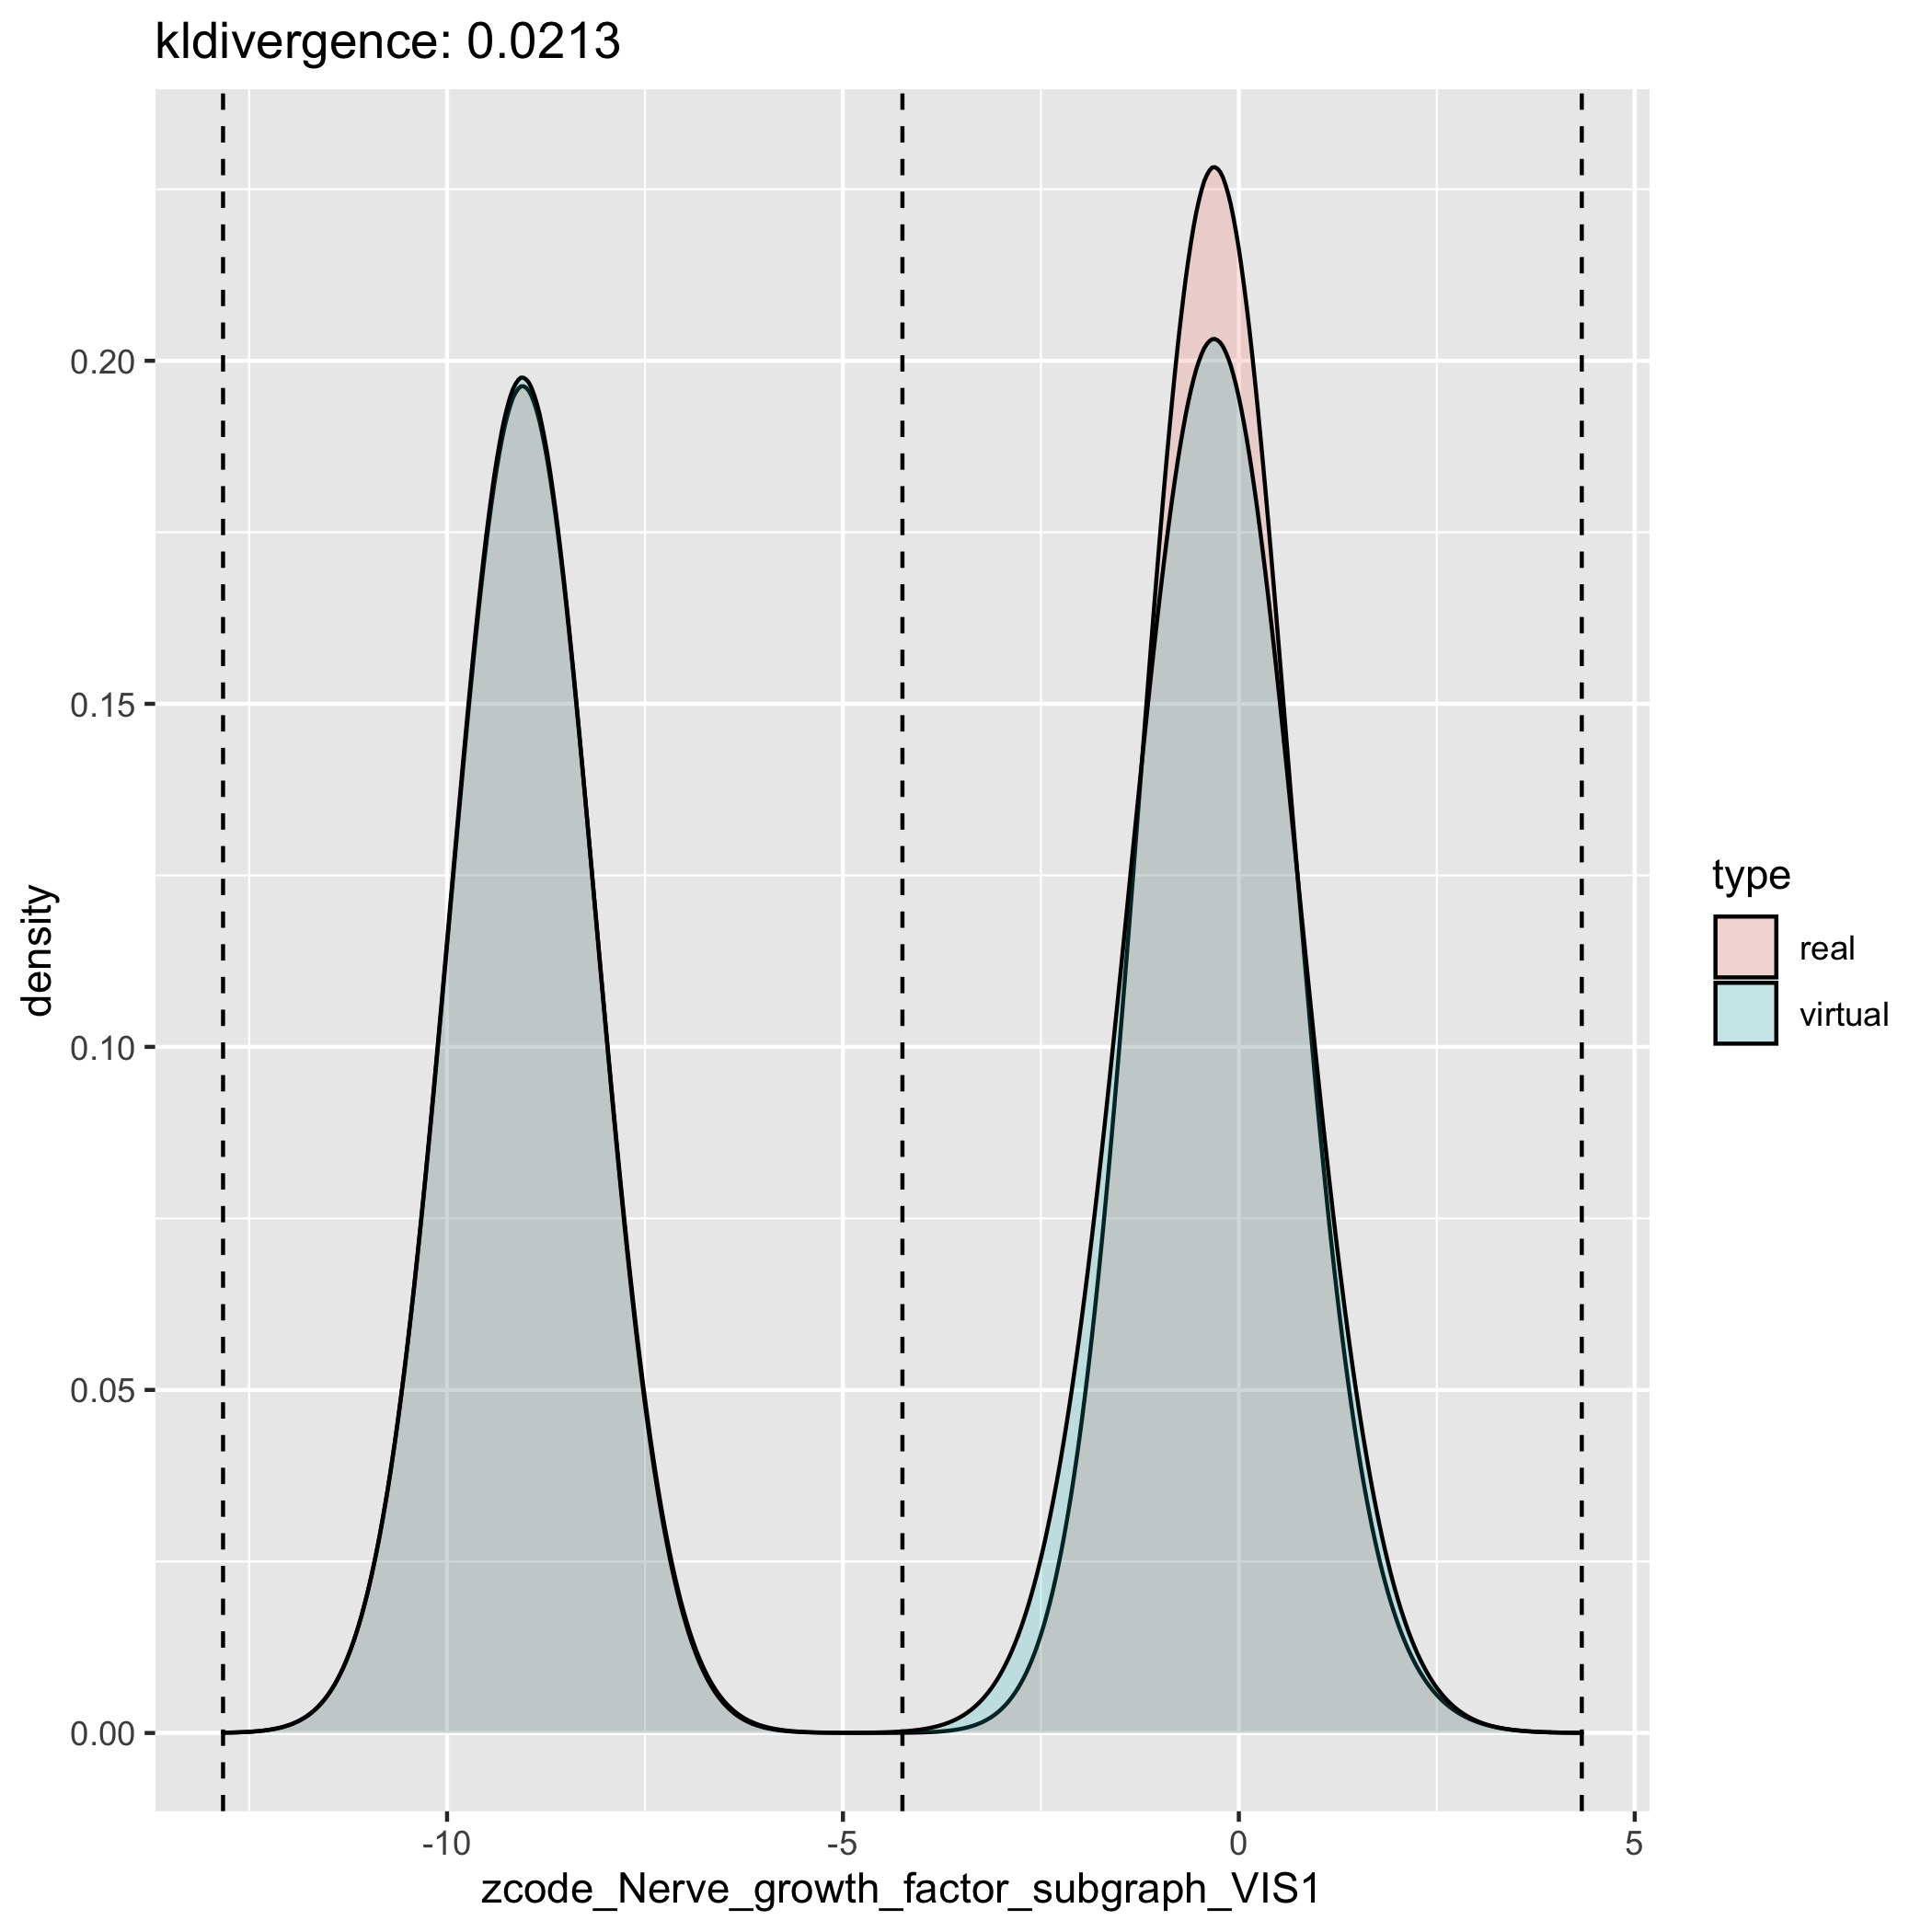 kldivergence: 0.0213
density
0.20
0.15
0.10
0.05
0.00
-10
-5
0
5
zcode_Nerve_growth_factor_subgraph_VIS1
type
real
virtual